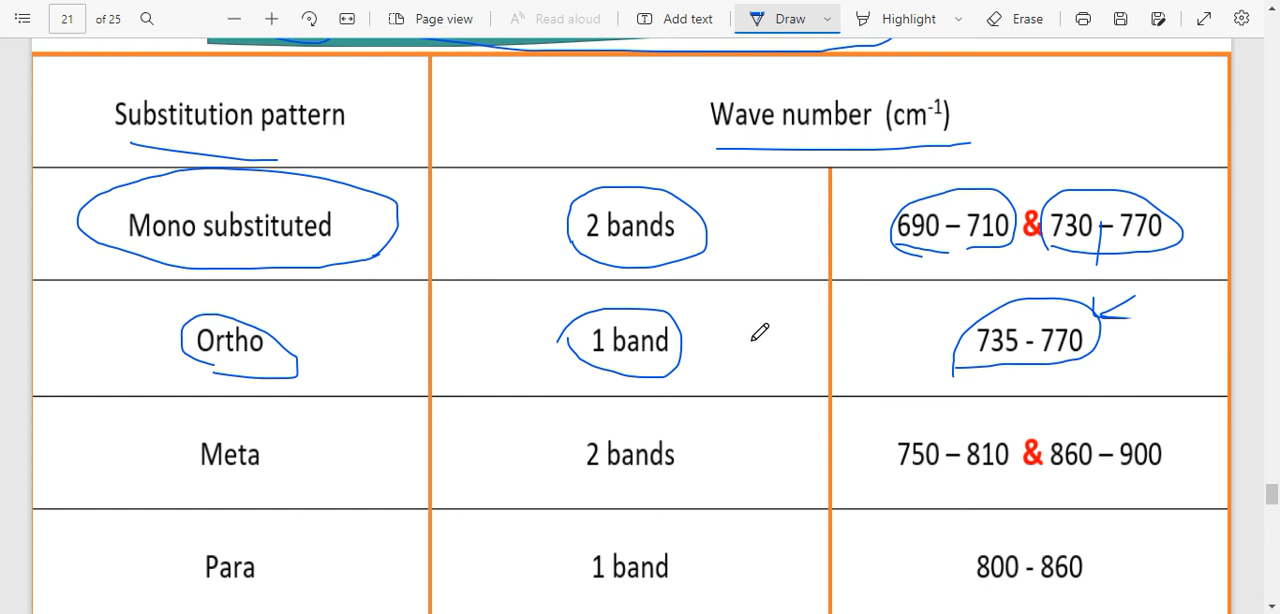 21 of 25 Page view Read aloud Add text Draw Highlight Erase
Substitution pattern Wave number (cm-1)
Mono substituted 2 bands 690 – 710 & 730 – 770
Ortho 1 band 735 - 770
Meta 2 bands 750 – 810 & 860 – 900
Para 1 band 800 - 860